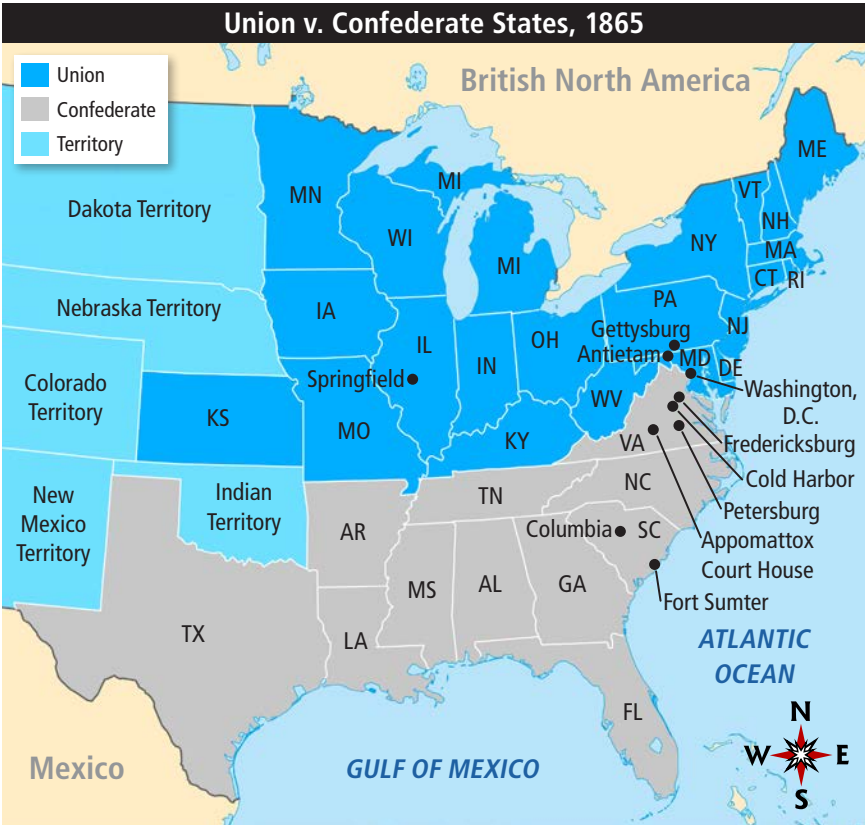 Union v. Confederate States, 1865
Union
Confederate
Territory
British North America
ME
VT
NH
MA
CT
RI
NY
MI
MN
WI
MI
Dakota Territory
Nebraska Territory
IA
PA
NJ
Gettysburg
Antietam
MD
DE
OH
IL
IN
Springfield
Washington,
D.C.
Colorado
Territory
KS
MO
WV
KY
VA
Fredericksburg
Cold Harbor
Petersburg
Appomattox
Court House
New
Mexico
Territory
Indian
Territory
TN
NC
AR
Columbia
SC
Fort Sumter
MS
AL
GA
TX
LA
FL
ATLANTIC
OCEAN
Mexico
GULF OF MEXICO
N
W
E
S